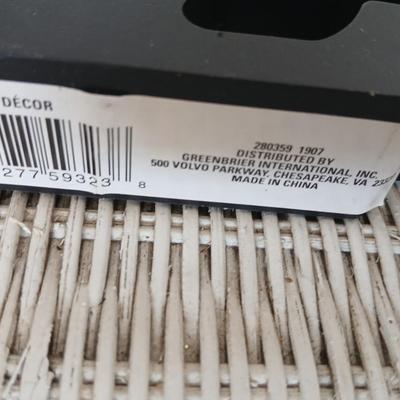 DÉCOR
277 59323 8
280359 1907
DISTRIBUTED BY
GREENBRIER INTERNATIONAL, INC.
500 VOLVO PARKWAY, CHESAPEAKE, VA
MADE IN CHINA